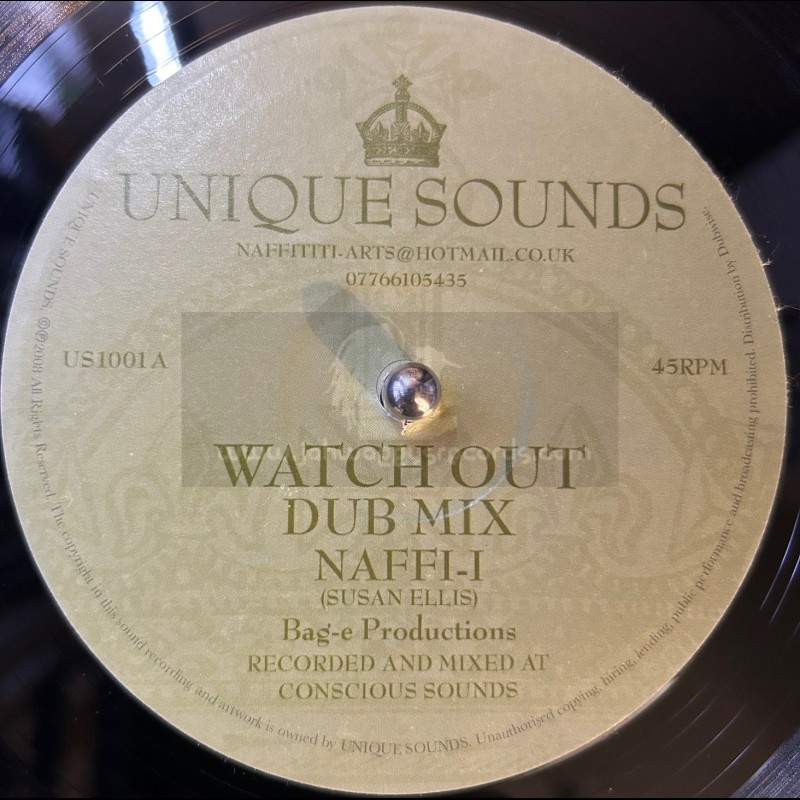 UNIQUE SOUNDS
NAFFITITI-ARTS@HOTMAIL.CO.UK
07766105435
US1001A
45RPM
WATCH OUT
DUB MIX
NAFFI-I
(SUSAN ELLIS)
Bag-e Productions
RECORDED AND MIXED AT
CONSCIOUS SOUNDS
UNIQUE SOUNDS. ©℗2008 All Rights Reserved. The copyright in this sound recording and artwork is owned by UNIQUE SOUNDS. Unauthorised copying, hiring, lending, public performance and broadcasting prohibited. Distribution by Dubwise.